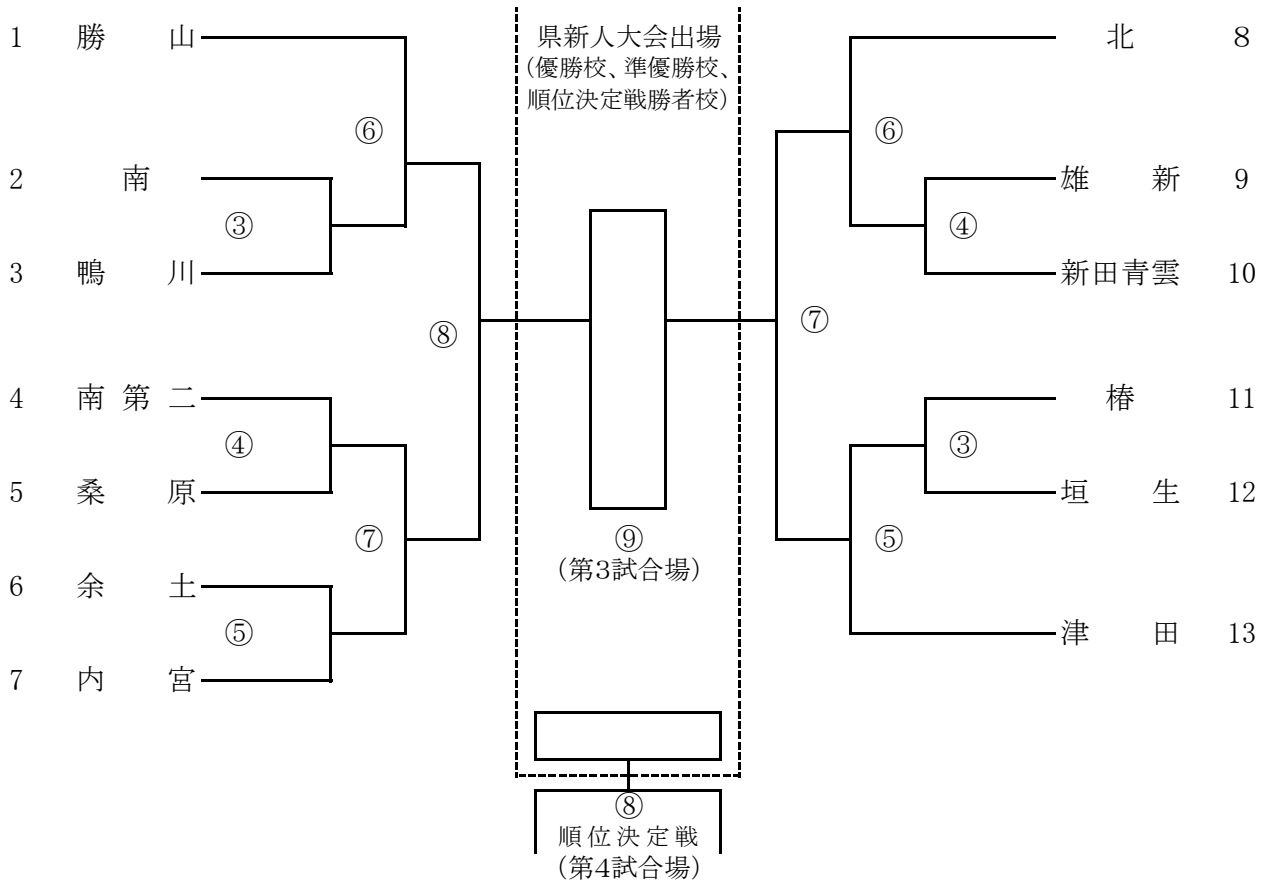 1 勝 山
⑥
2 南
③
3 鴨 川
⑧
4 南 第 二
④
5 桑 原
⑦
6 余 土
⑤
7 内 宮
県新人大会出場
(優勝校、準優勝校、
順位決定戦勝者校)
⑨
(第3試合場)
⑧
順位決定戦
(第4試合場)
北 8
⑥
雄 新 9
④
新田青雲 10
⑦
椿 11
③
垣 生 12
⑤
津 田 13